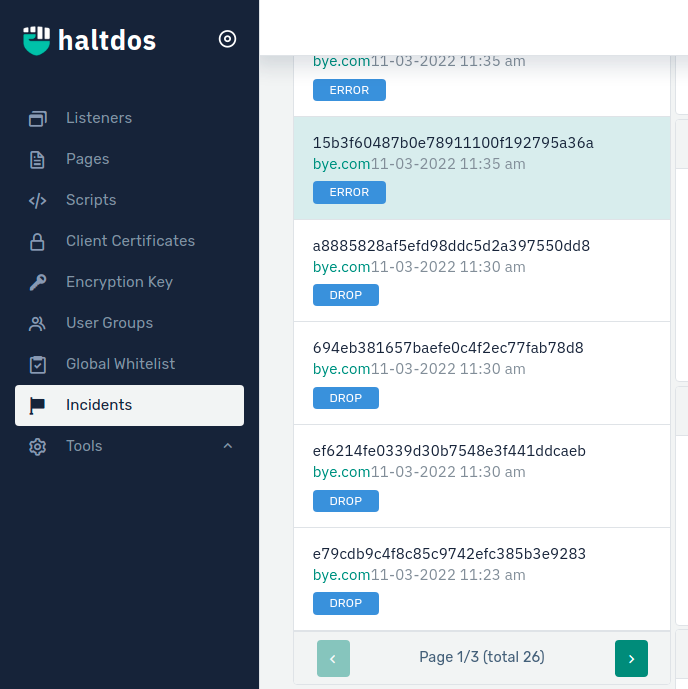 haltdos
Listeners
Pages
Scripts
Client Certificates
Encryption Key
User Groups
Global Whitelist
Incidents
Tools
bye.com11-03-2022 11:35 am
ERROR
15b3f60487b0e78911100f192795a36a
bye.com11-03-2022 11:35 am
ERROR
a8885828af5efd98ddc5d2a397550dd8
bye.com11-03-2022 11:30 am
DROP
694eb381657baefe0c4f2ec77fab78d8
bye.com11-03-2022 11:30 am
DROP
ef6214fe0339d30b7548e3f441ddcaeb
bye.com11-03-2022 11:30 am
DROP
e79cdb9c4f8c85c9742efc385b3e9283
bye.com11-03-2022 11:23 am
DROP
Page 1/3 (total 26)